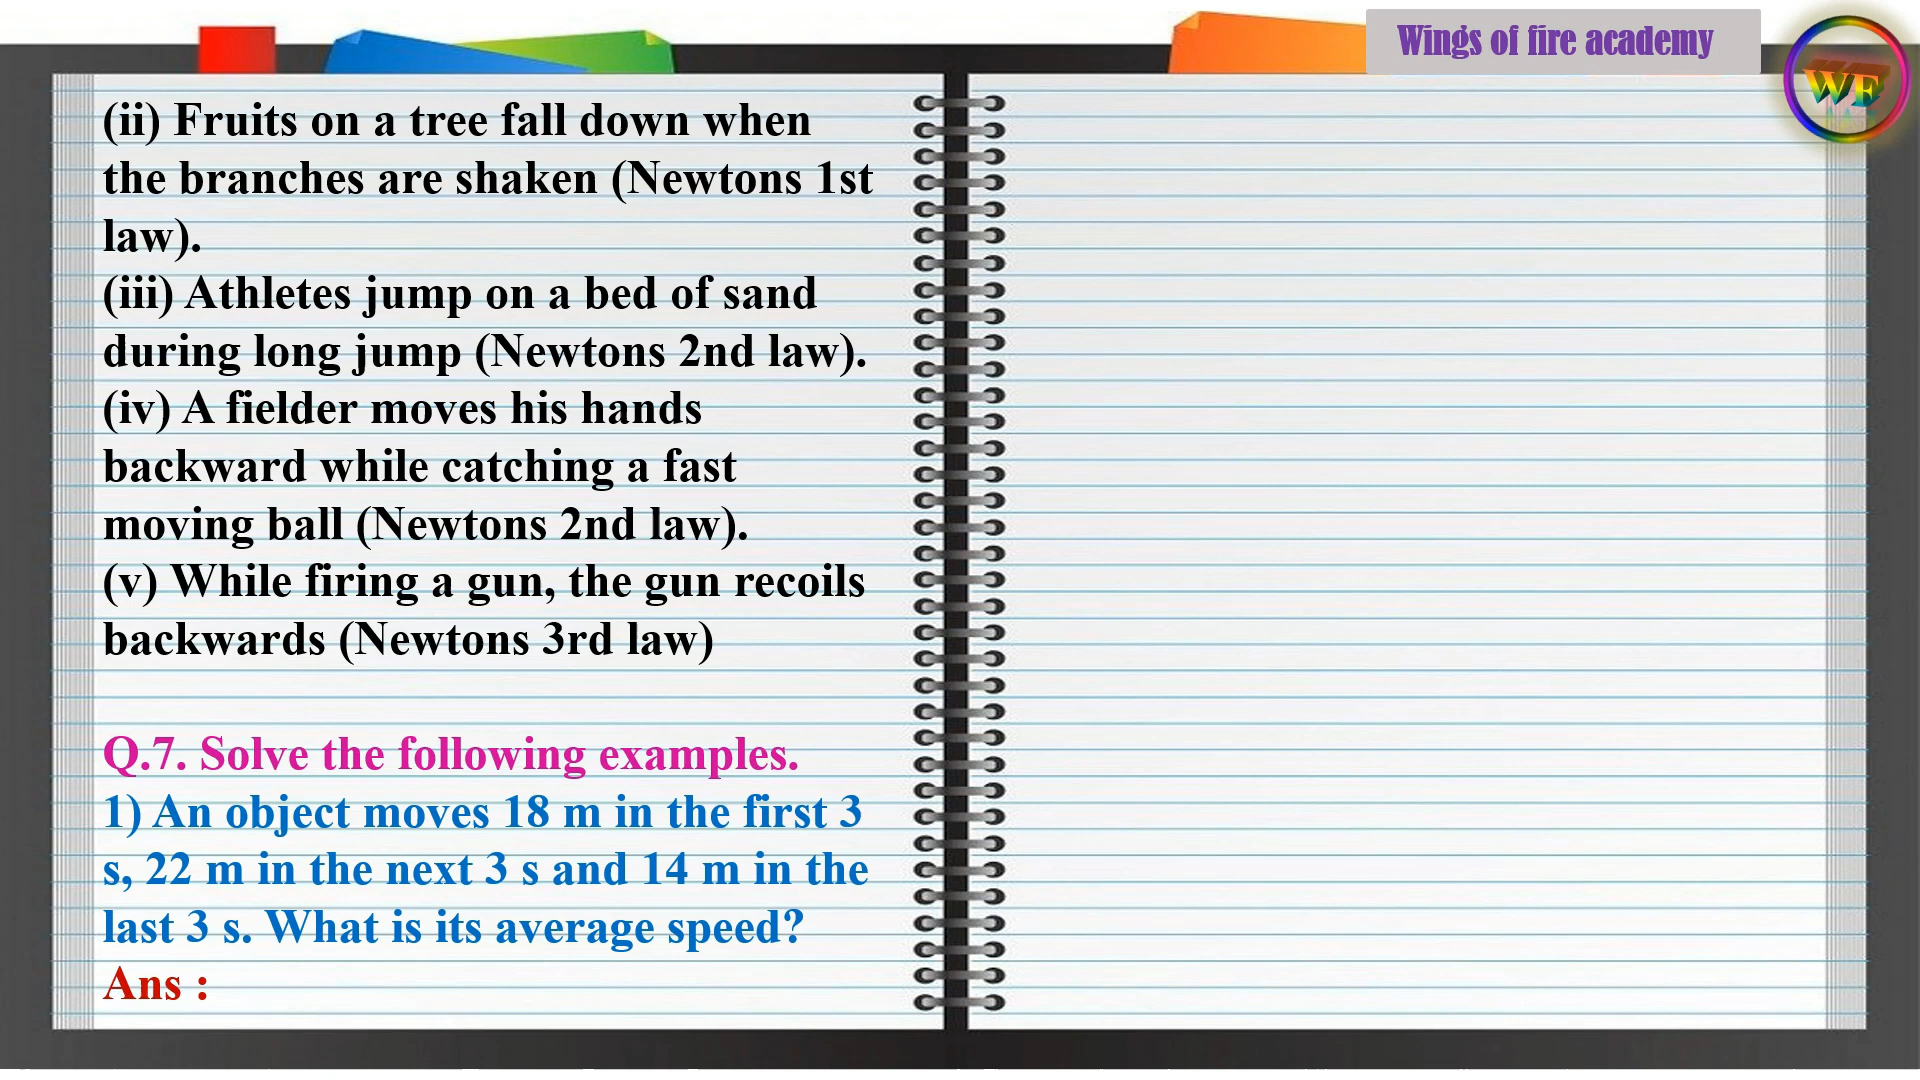 Wings of fire academy
WF
(ii) Fruits on a tree fall down when
the branches are shaken (Newtons 1st
law).
(iii) Athletes jump on a bed of sand
during long jump (Newtons 2nd law).
(iv) A fielder moves his hands
backward while catching a fast
moving ball (Newtons 2nd law).
(v) While firing a gun, the gun recoils
backwards (Newtons 3rd law)
Q.7. Solve the following examples.
1) An object moves 18 m in the first 3
s, 22 m in the next 3 s and 14 m in the
last 3 s. What is its average speed?
Ans :